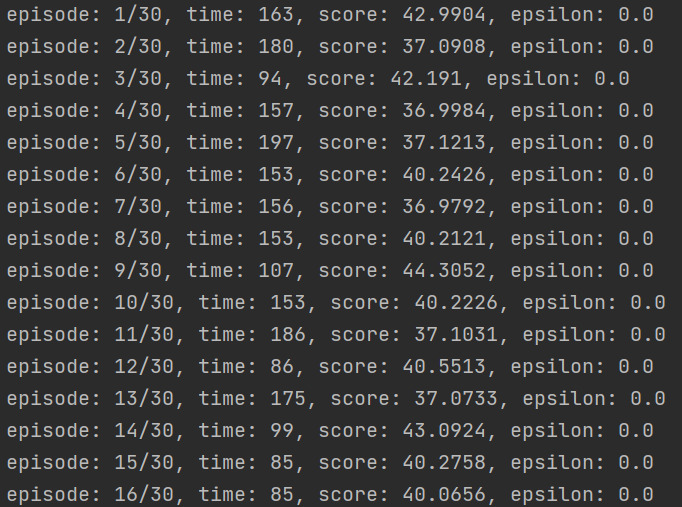 episode: 1/30, time: 163, score: 42.9904, epsilon: 0.0
episode: 2/30, time: 180, score: 37.0908, epsilon: 0.0
episode: 3/30, time: 94, score: 42.191, epsilon: 0.0
episode: 4/30, time: 157, score: 36.9984, epsilon: 0.0
episode: 5/30, time: 197, score: 37.1213, epsilon: 0.0
episode: 6/30, time: 153, score: 40.2426, epsilon: 0.0
episode: 7/30, time: 156, score: 36.9792, epsilon: 0.0
episode: 8/30, time: 153, score: 40.2121, epsilon: 0.0
episode: 9/30, time: 107, score: 44.3052, epsilon: 0.0
episode: 10/30, time: 153, score: 40.2226, epsilon: 0.0
episode: 11/30, time: 186, score: 37.1031, epsilon: 0.0
episode: 12/30, time: 86, score: 40.5513, epsilon: 0.0
episode: 13/30, time: 175, score: 37.0733, epsilon: 0.0
episode: 14/30, time: 99, score: 43.0924, epsilon: 0.0
episode: 15/30, time: 85, score: 40.2758, epsilon: 0.0
episode: 16/30, time: 85, score: 40.0656, epsilon: 0.0